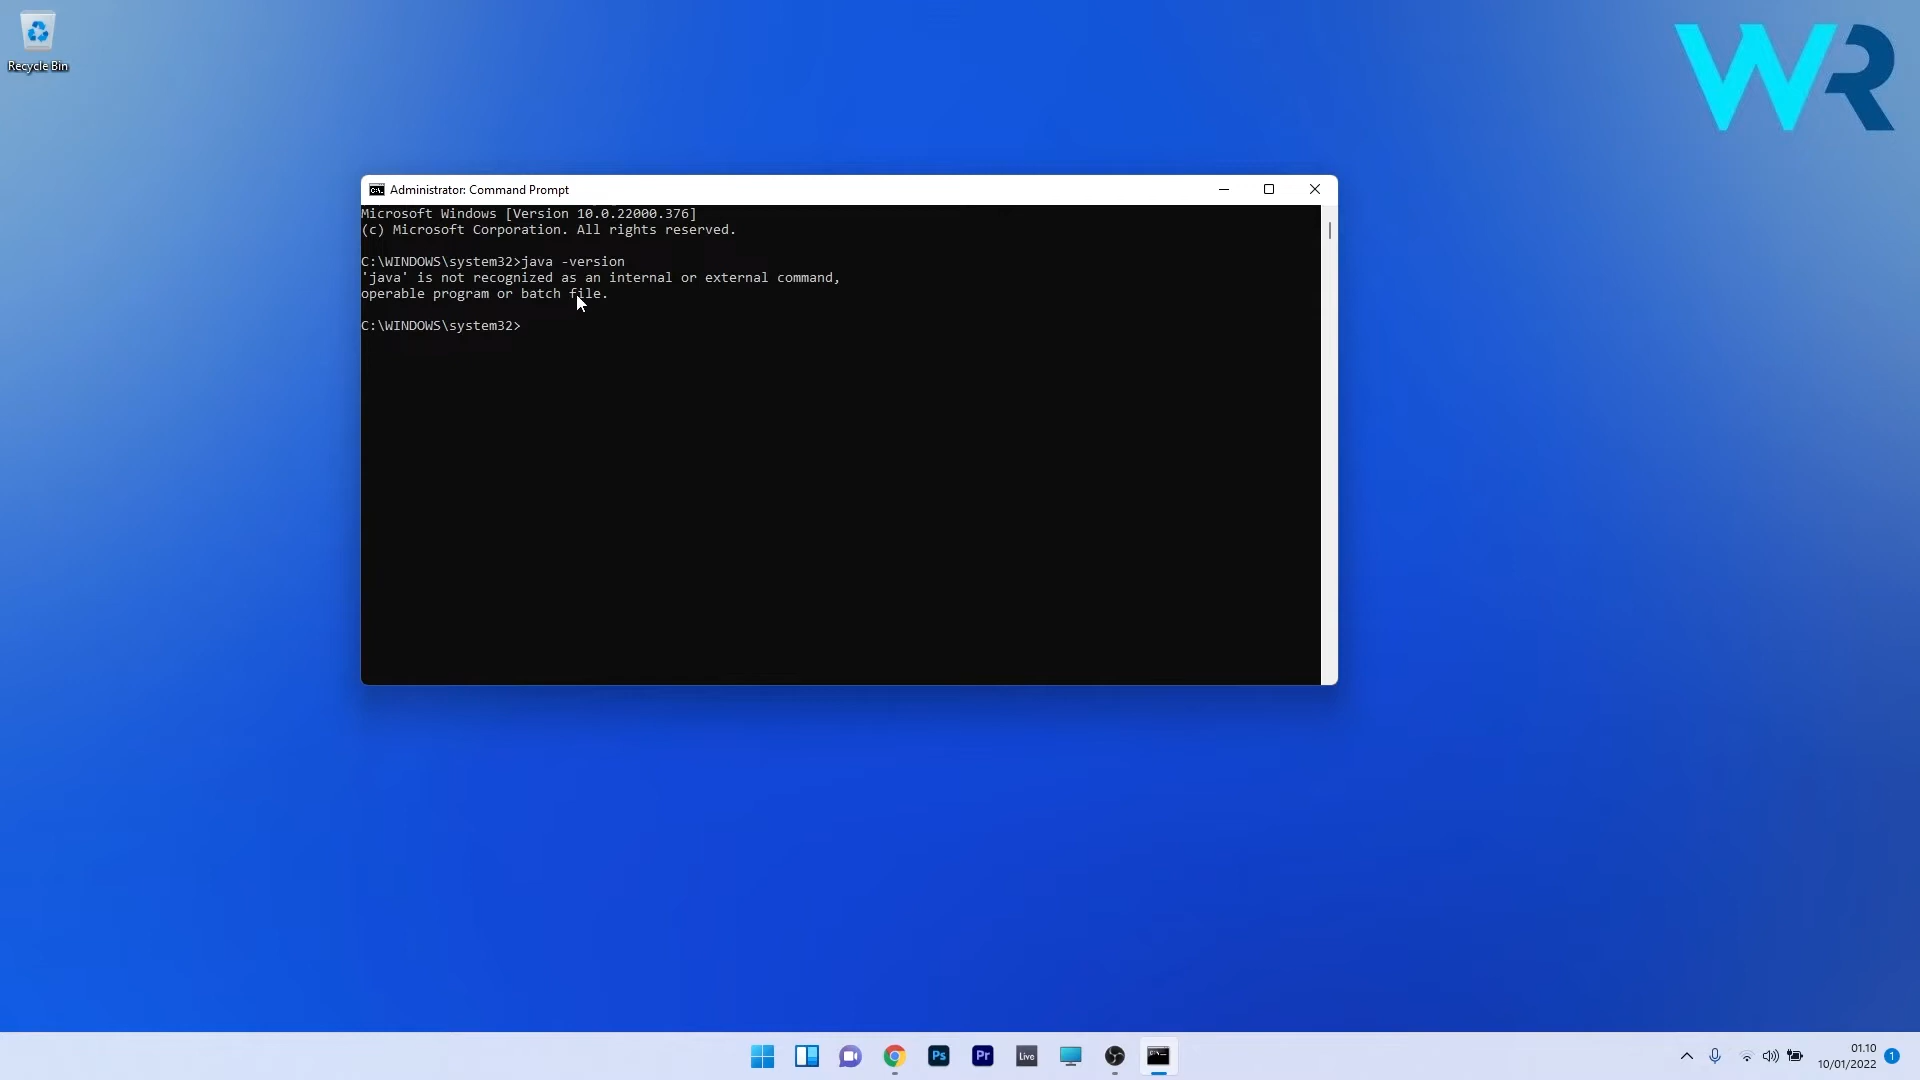 Recycle Bin
WR
Administrator: Command Prompt
Microsoft Windows [Version 10.0.22000.376]
(c) Microsoft Corporation. All rights reserved.
C:\WINDOWS\system32>java -version
'java' is not recognized as an internal or external command,
operable program or batch file.
C:\WINDOWS\system32>
Ps
Pr
Live
01.10
10/01/2022
1